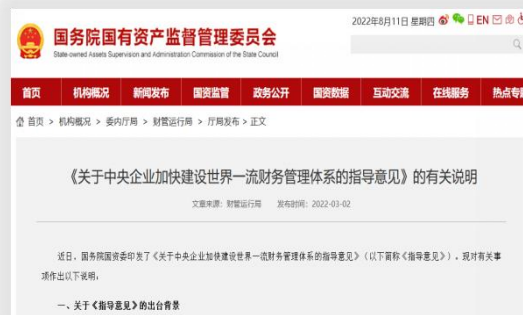 2022年8月11日 星期四
EN
国务院国有资产监督管理委员会
State-owned Assets Supervision and Administration Commission of the State Council
首页 机构概况 新闻发布 国资监管 政务公开 国资数据 互动交流 在线服务 热点专
首页 > 机构概况 > 委内厅局 > 财管运行局 > 厅局发布 > 正文
《关于中央企业加快建设世界一流财务管理体系的指导意见》的有关说明
文章来源：财管运行局 发布时间：2022-03-02
近日，国务院国资委印发了《关于中央企业加快建设世界一流财务管理体系的指导意见》（以下简称《指导意见》）。现对有关事
项作出以下说明。
一、关于《指导意见》的出台背景